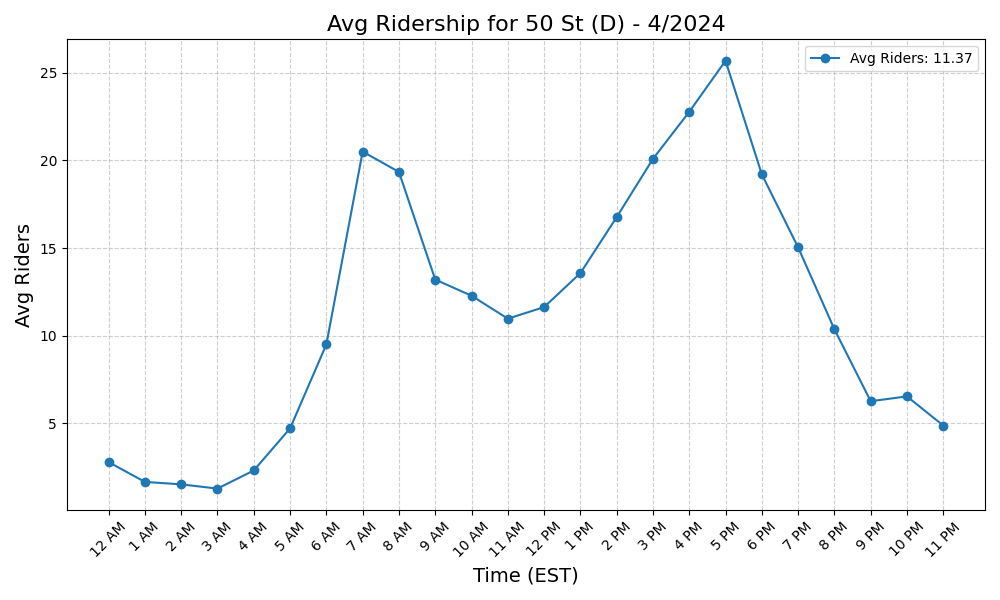 Avg Ridership for 50 St (D) - 4/2024
Avg Riders: 11.37
Avg Riders
25
20
15
10
5
12 AM
1 AM
2 AM
3 AM
4 AM
5 AM
6 AM
7 AM
8 AM
9 AM
10 AM
11 AM
12 PM
1 PM
2 PM
3 PM
4 PM
5 PM
6 PM
7 PM
8 PM
9 PM
10 PM
11 PM
Time (EST)